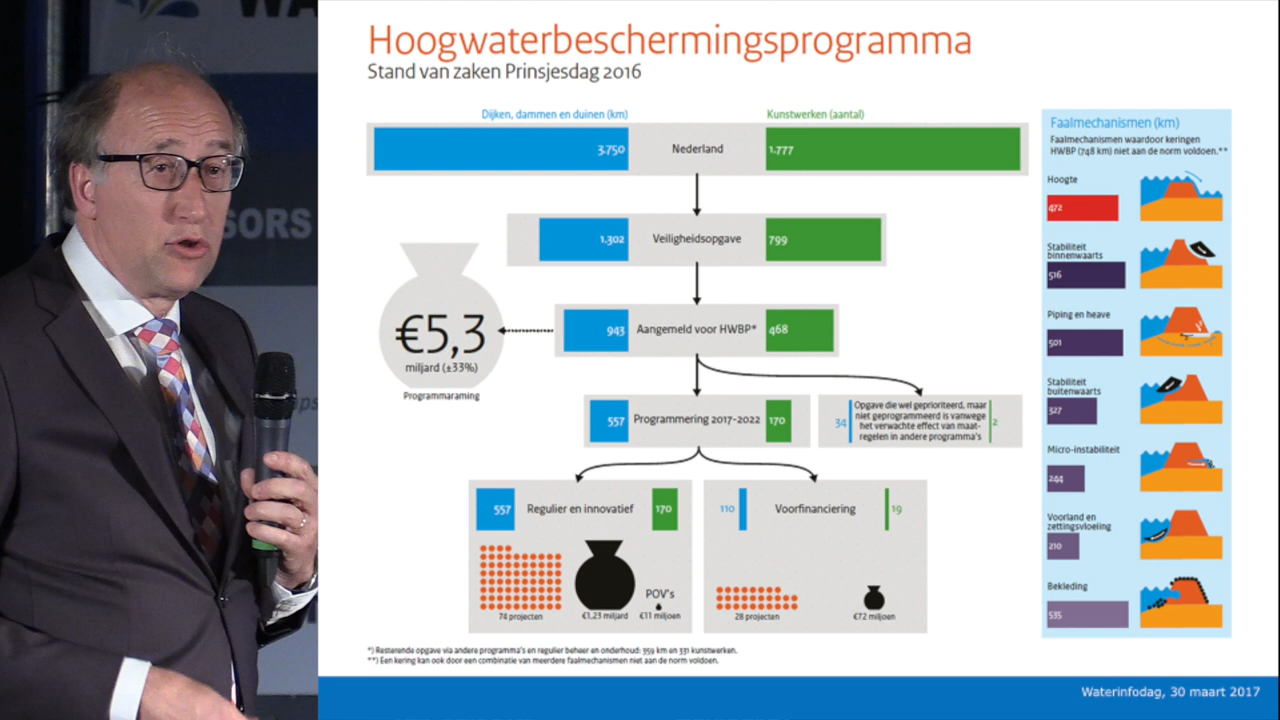 WA
SORS
aps
Hoogwaterbeschermingsprogramma
Stand van zaken Prinsjesdag 2016
Dijken, dammen en duinen (km)
Kunstwerken (aantal)
3.750
Nederland
1.777
1.302
Veiligheidsopgave
799
943
Aangemeld voor HWBP*
468
€5,3
miljard (±33%)
Programmaraming
557
Programmering 2017-2022
170
34
Opgave die wel geprioriteerd, maar
niet geprogrammeerd is vanwege
het verwachte effect van maat-
regelen in andere programma's
2
557
Regulier en innovatief
170
74 projecten
€1,23 miljard
POV's
€11 miljoen
110
Voorfinanciering
19
28 projecten
€72 miljoen
Faalmechanismen (km)
Faalmechanismen waardoor keringen
HWBP (748 km) niet aan de norm voldoen.**
Hoogte
472
Stabiliteit
binnenwaarts
516
Piping en heave
501
Stabiliteit
buitenwaarts
327
Micro-instabiliteit
244
Voorland en
zettingsvloeiing
210
Bekleding
535
*) Resterende opgave via andere programma's en regulier beheer en onderhoud: 359 km en 331 kunstwerken.
**) Een kering kan ook door een combinatie van meerdere faalmechanismen niet aan de norm voldoen.
Waterinfodag, 30 maart 2017